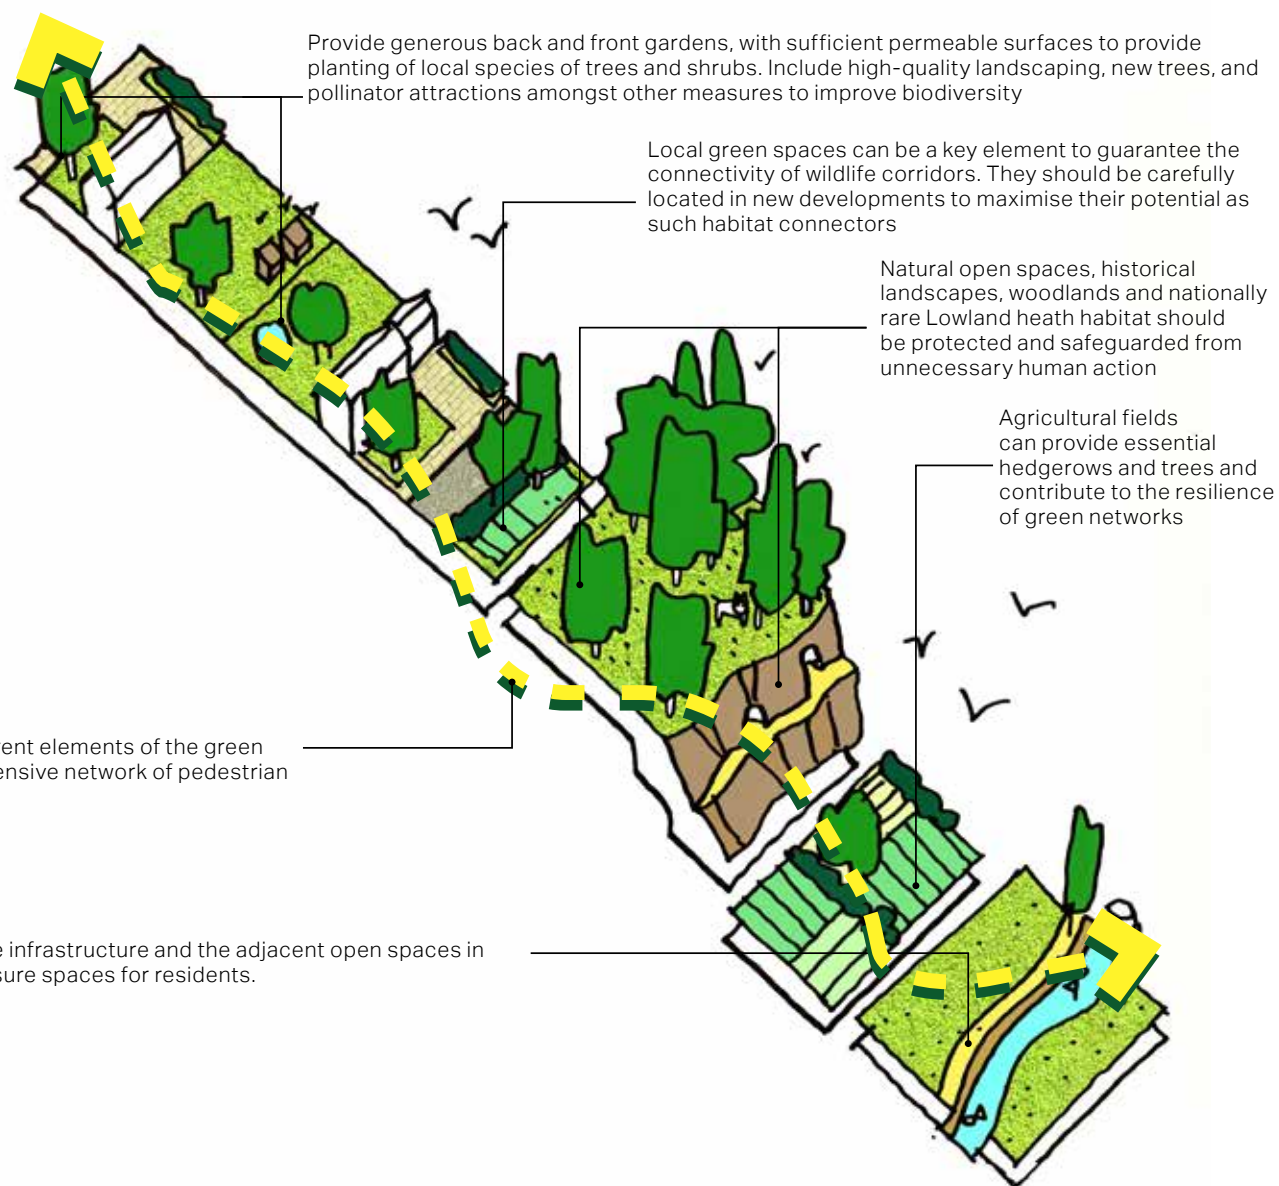 Provide generous back and front gardens, with sufficient permeable surfaces to provide
planting of local species of trees and shrubs. Include high-quality landscaping, new trees, and
pollinator attractions amongst other measures to improve biodiversity
Local green spaces can be a key element to guarantee the
connectivity of wildlife corridors. They should be carefully
located in new developments to maximise their potential as
such habitat connectors
Natural open spaces, historical
landscapes, woodlands and nationally
rare Lowland heath habitat should
be protected and safeguarded from
unnecessary human action
Agricultural fields
can provide essential
hedgerows and trees and
contribute to the resilience
of green networks
elements of the green
network of pedestrian
infrastructure and the adjacent open spaces in
spaces for residents.